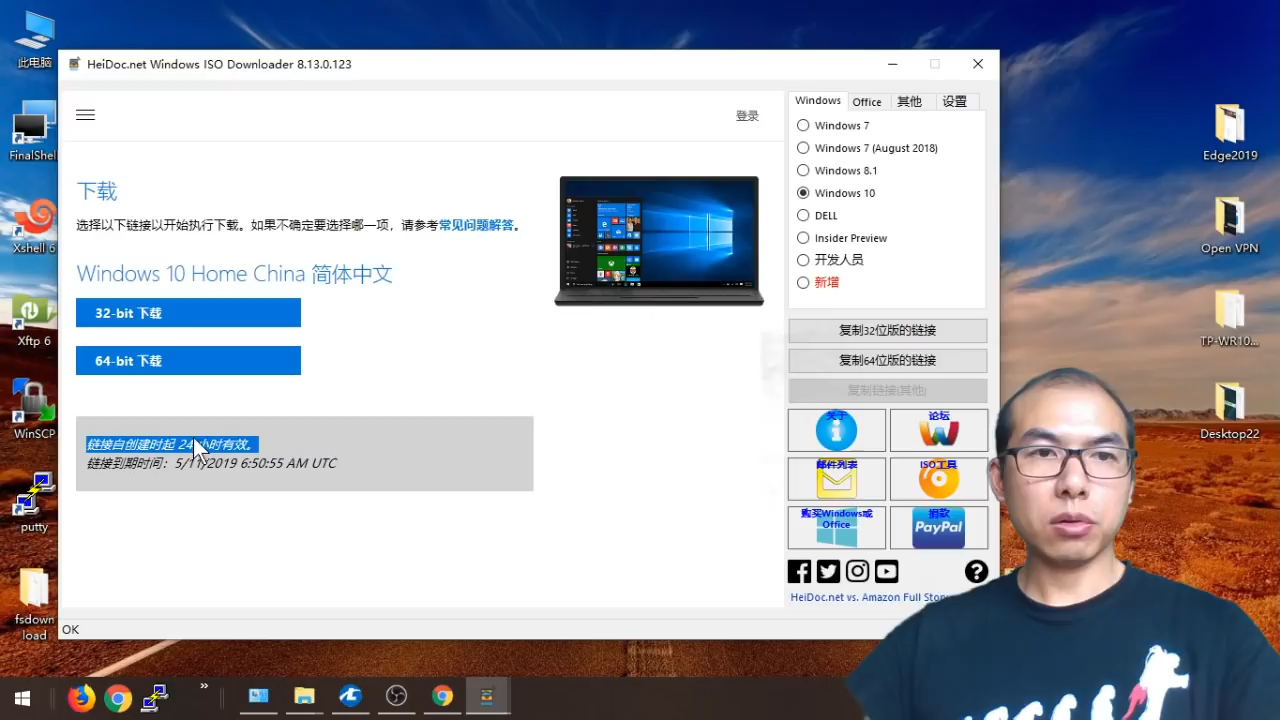 此电脑
FinalShell
Xshell 6
Xftp 6
WinSCP
putty
fsdown
load
HeiDoc.net Windows ISO Downloader 8.13.0.123
登录
下载
选择以下链接以开始执行下载。如果不确定要选择哪一项，请参考常见问题解答。
Windows 10 Home China 简体中文
32-bit 下载
64-bit 下载
链接自创建时起 24 小时有效。
链接到期时间： 5/11/2019 6:50:55 AM UTC
OK
Windows
Office
其他
设置
Windows 7
Windows 7 (August 2018)
Windows 8.1
Windows 10
DELL
Insider Preview
开发人员
新增
复制32位版的链接
复制64位版的链接
复制链接(其他)
关于
论坛
邮件列表
ISO工具
购买Windows或
Office
捐款
PayPal
HeiDoc.net vs. Amazon Full Story
Edge2019
Open VPN
TP-WR10...
Desktop22